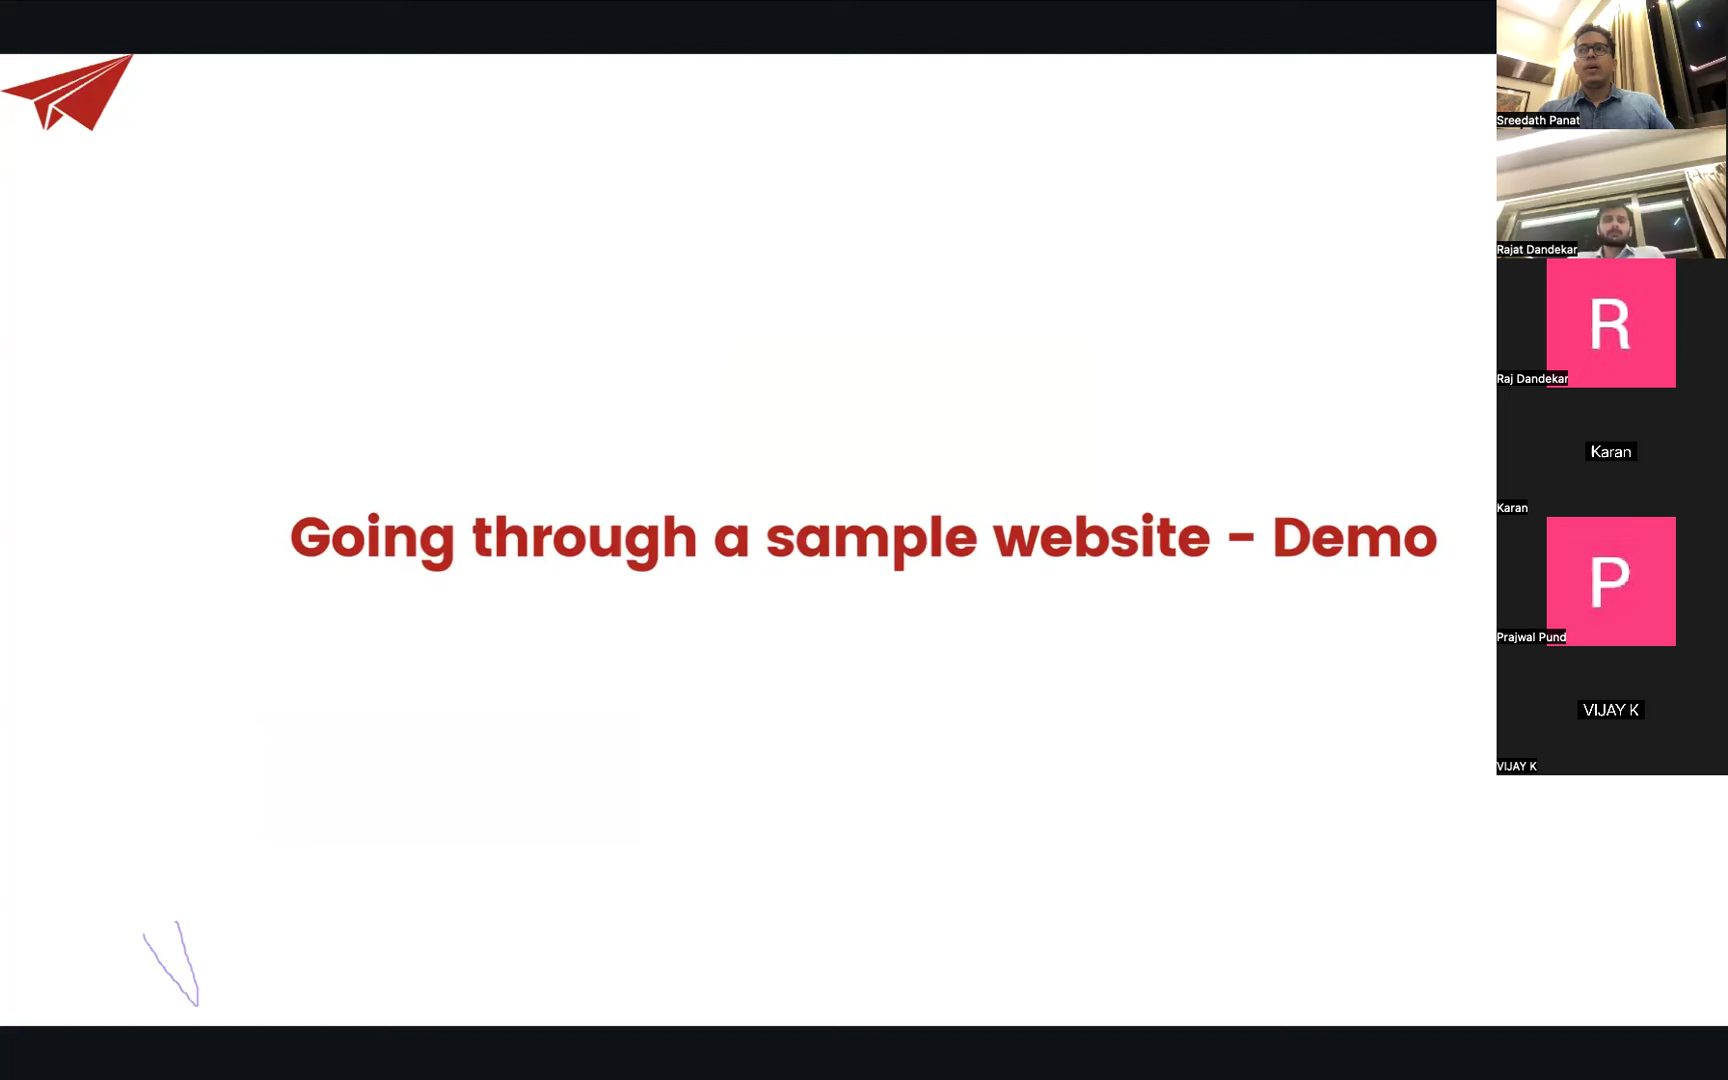 Going through a sample website - Demo
Sreedath Panat
Rajat Dandekar
R
Raj Dandekar
Karan
Karan
P
Prajwal Pund
VIJAY K
VIJAY K